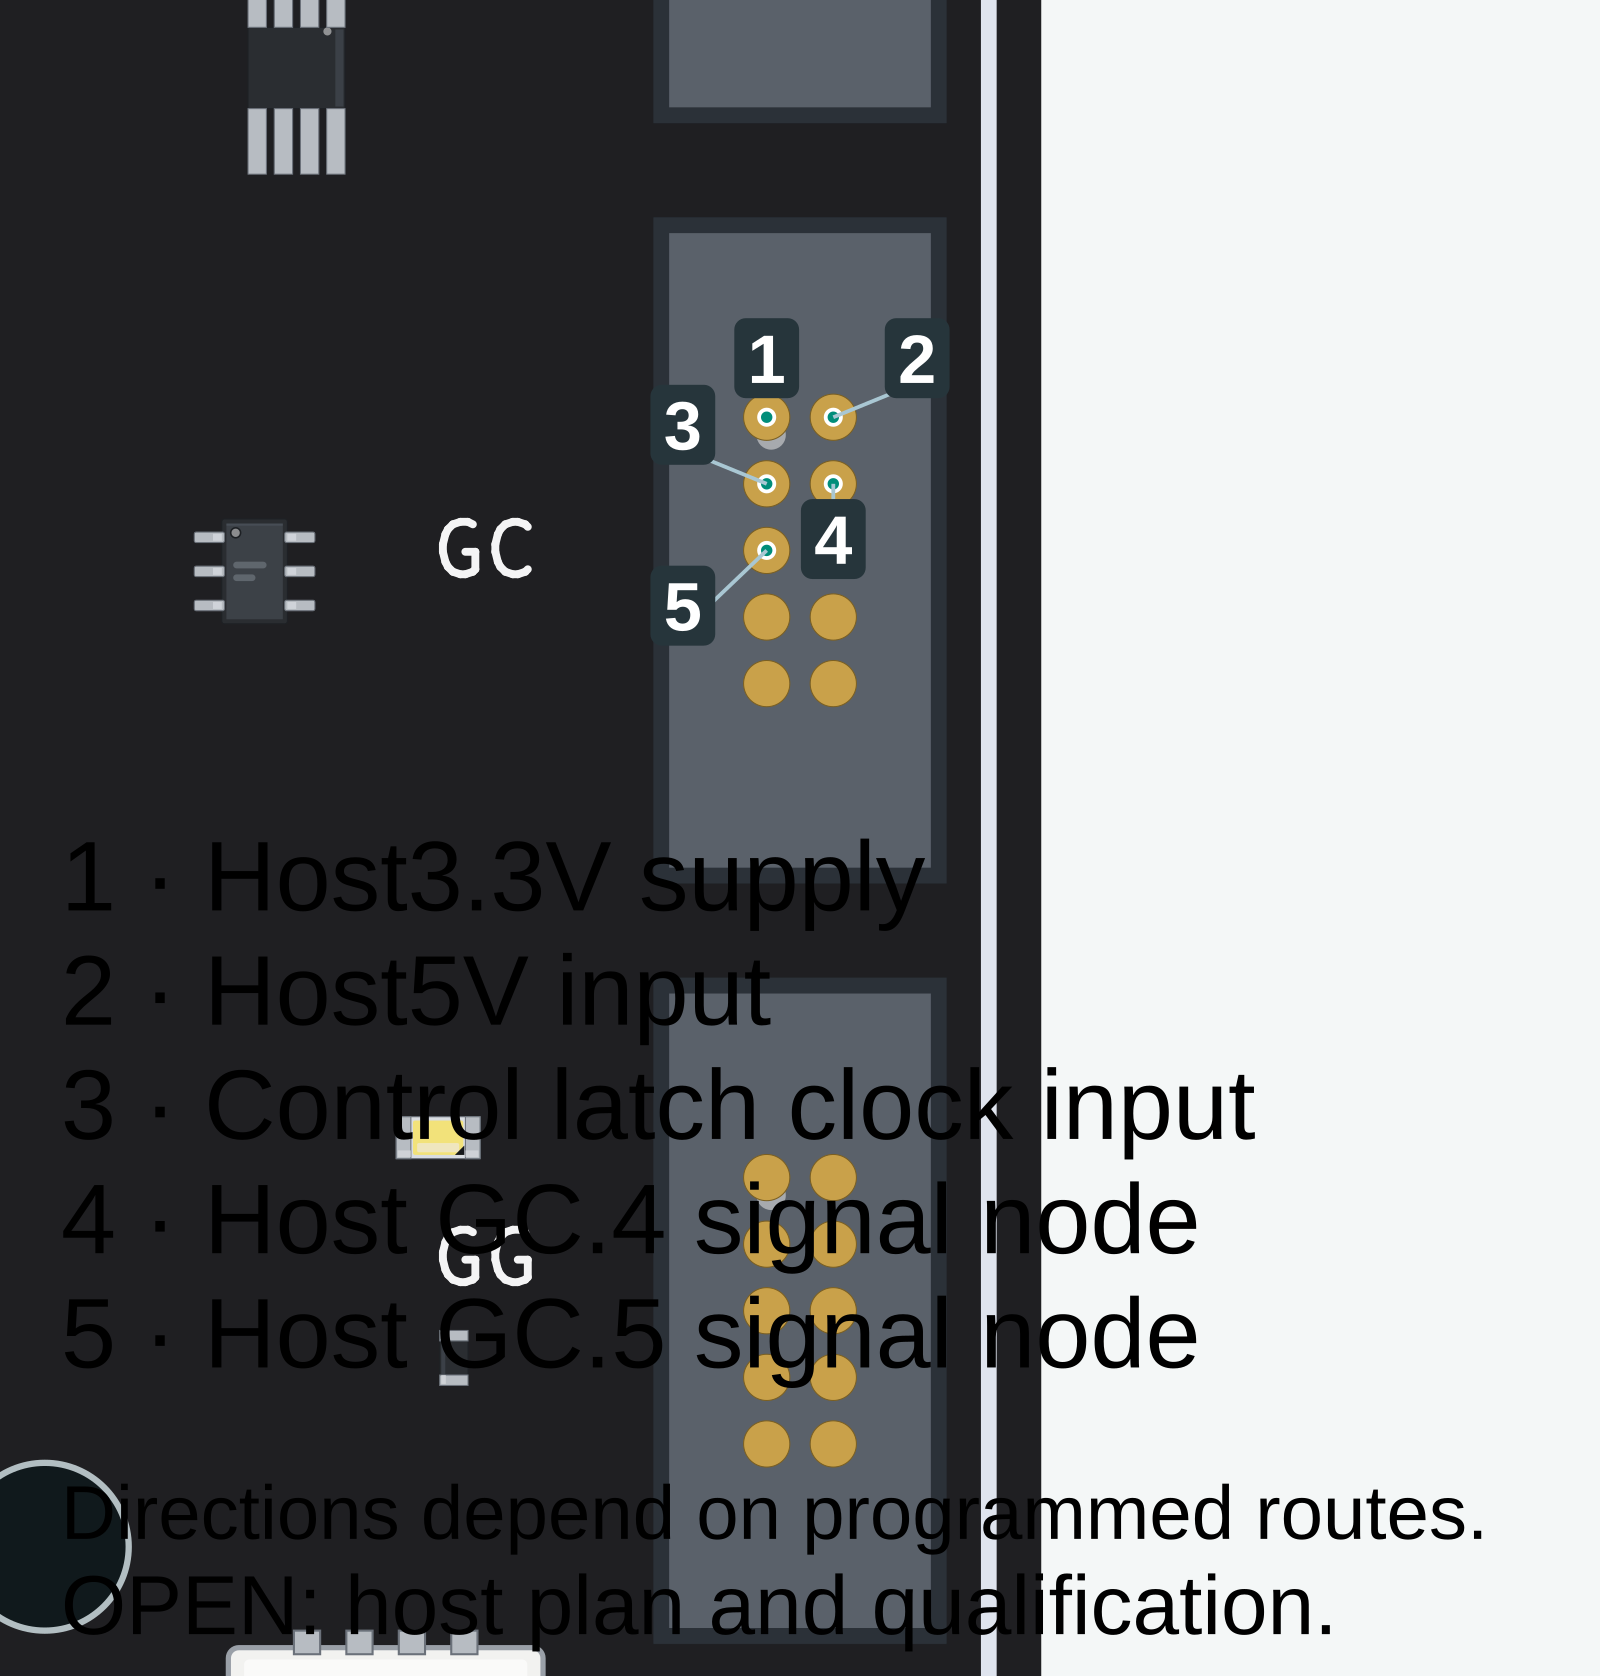 1
2
3
4
5
GC
1 · Host3.3V supply
2 · Host5V input
3 · Control latch clock input
4 · Host GC.4 signal node
GG
5 · Host GC.5 signal node
Directions depend on programmed routes.
OPEN: host plan and qualification.